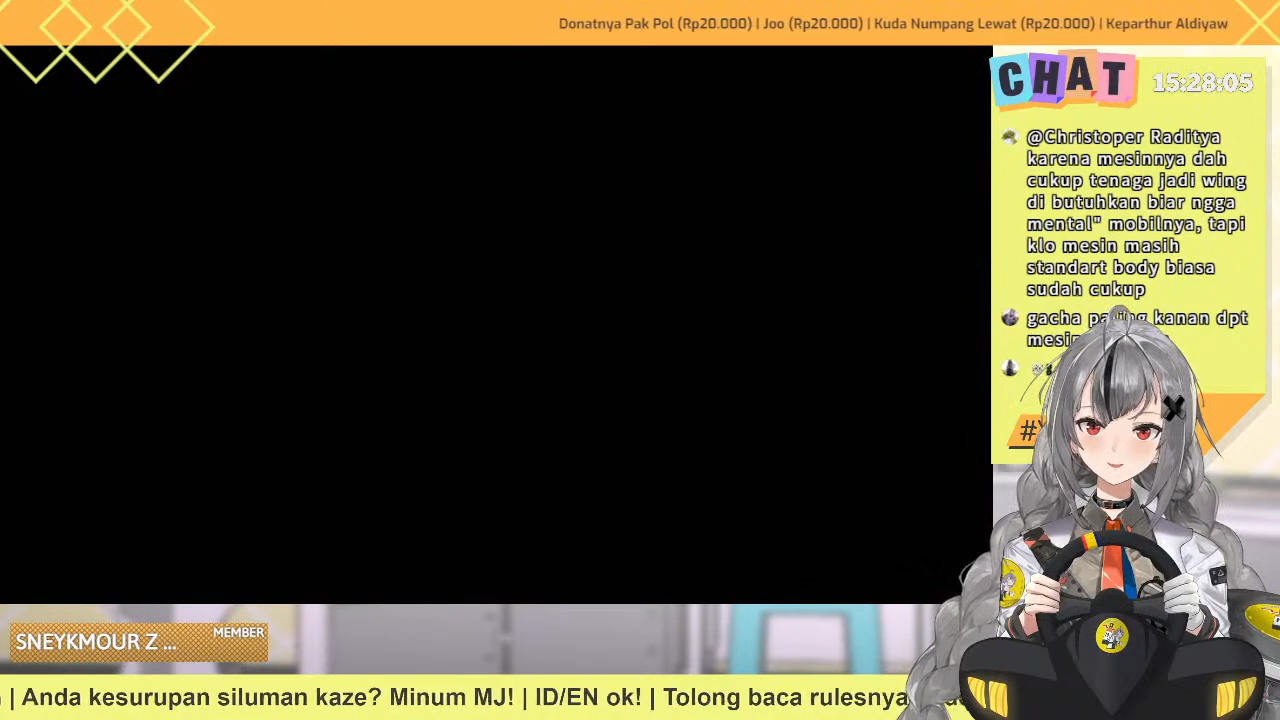 Donatnya Pak Pol (Rp20.000) | Joo (Rp20.000) | Kuda Numpang Lewat (Rp20.000) | Keparthur Aldiyaw
CHAT
15:28:05
@Christoper Raditya
karena mesinnya dah
cukup tenaga jadi wing
di butuhkan biar ngga
mental" mobilnya, tapi
klo mesin masih
standart body biasa
sudah cukup
gacha paling kanan dpt
SNEYKMOUR Z ...
MEMBER
| Anda kesurupan siluman kaze? Minum MJ! | ID/EN ok! | Tolong baca rulesnya